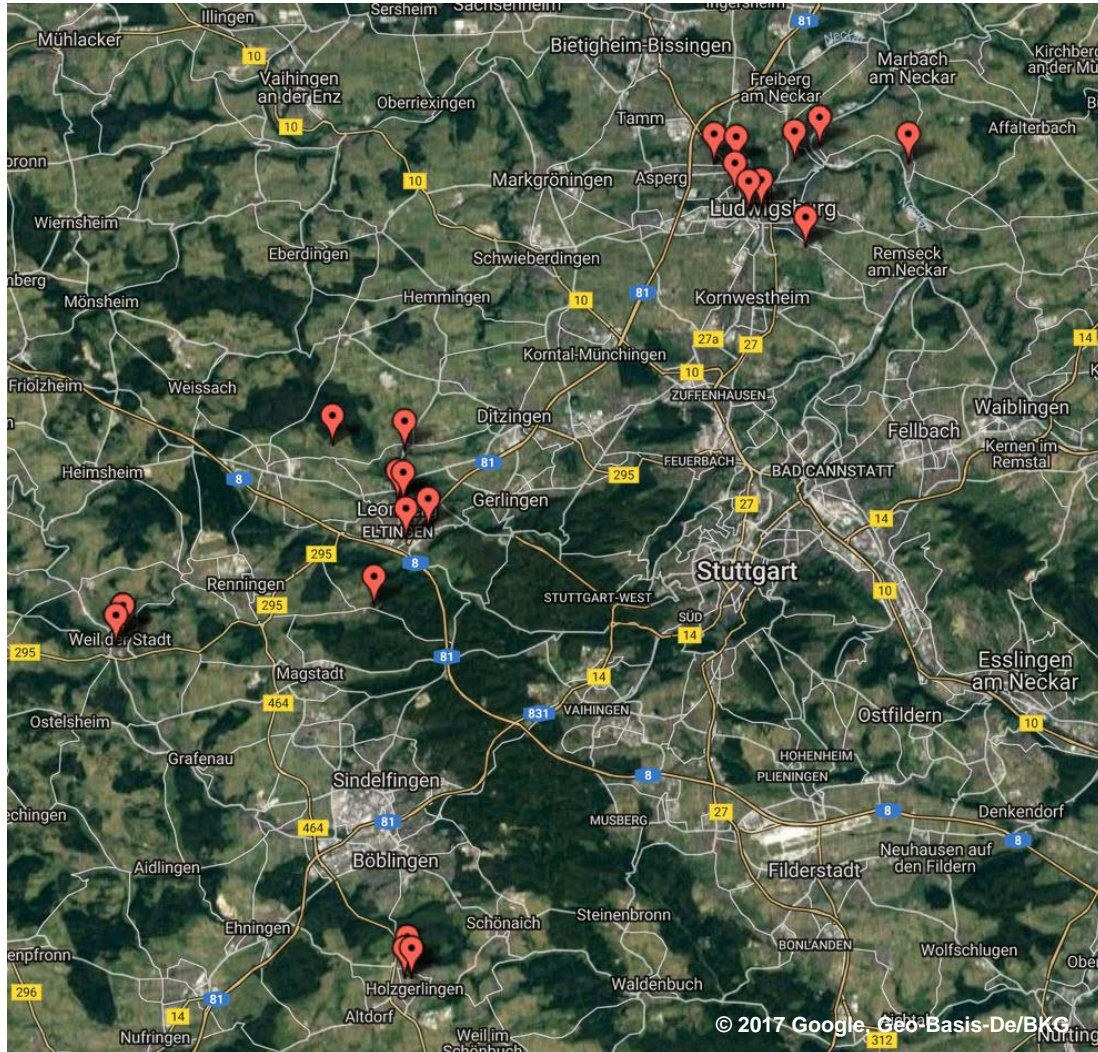 Illingen
Sersheim
Sachsenheim
Ingersheim
81
Mühlacker
10
Bietigheim-Bissingen
Marbach
am Neckar
Vaihingen
an der Enz
Oberriexingen
Freiberg
am Neckar
10
Tamm
Affalterbach
10
Markgröningen
Asperg
Ludwigsburg
Wiernsheim
Eberdingen
Schwieberdingen
Remseck
am Neckar
Mönsheim
Hemmingen
10
81
Kornwestheim
27a
27
14
Korntal-Münchingen
10
Friolzheim
Weissach
ZUFFENHAUSEN
Waiblingen
Ditzingen
Fellbach
Heimsheim
8
81
295
FEUERBACH
BAD CANNSTATT
Kernen im
Remstal
Gerlingen
27
14
ELTINGEN
295
8
Stuttgart
Renningen
295
STUTTGART-WEST
10
SÜD
14
Weil der Stadt
295
81
Magstadt
14
Esslingen
am Neckar
464
831
VAIHINGEN
Ostelsheim
Ostfildern
10
Grafenau
HOHENHEIM
PLIENINGEN
Sindelfingen
8
27
8
Denkendorf
464
81
MUSBERG
8
Aidlingen
Böblingen
Filderstadt
Neuhausen auf
den Fildern
Ehningen
Schönaich
Steinenbronn
BONLANDEN
Wolfschlugen
296
81
Holzgerlingen
Waldenbuch
14
Altdorf
Nufringen
Weil im
Schönbuch
312
© 2017 Google, Geo-Basis-De/BKG